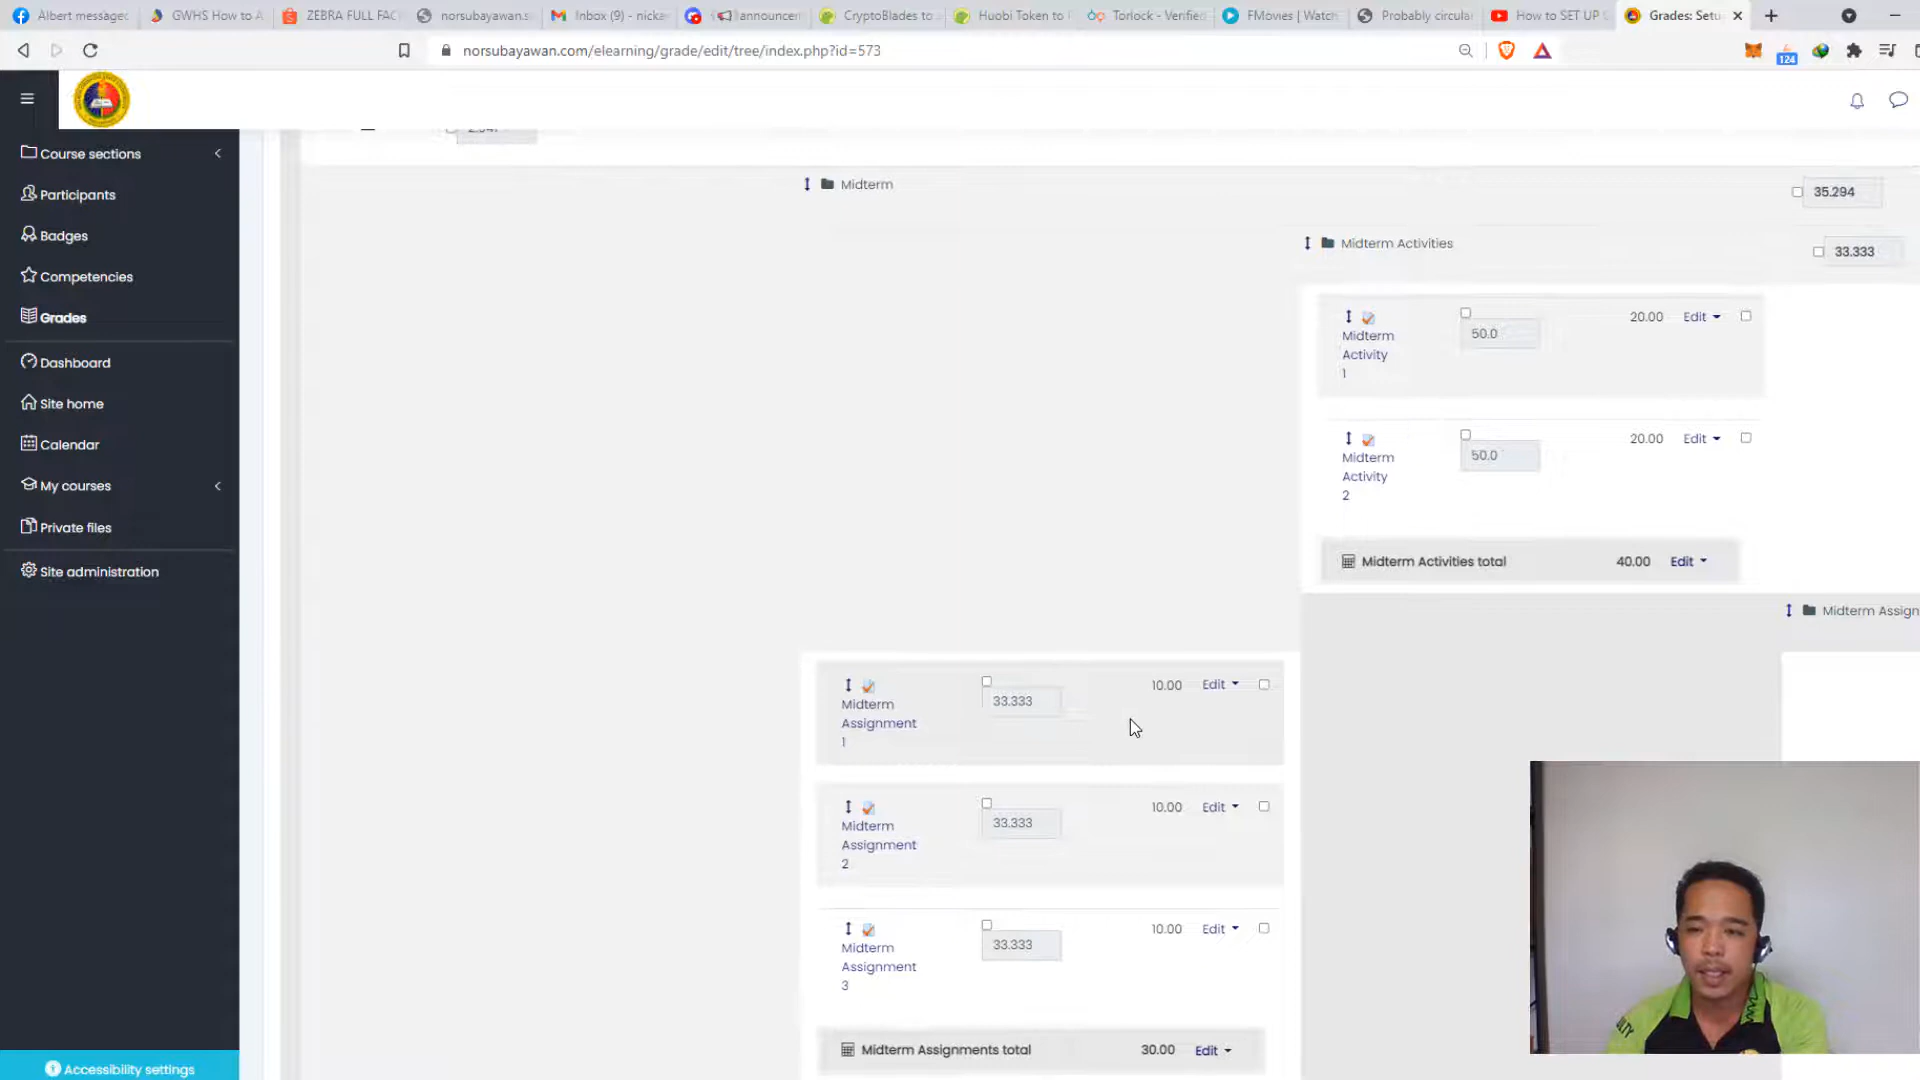 Albert messaged
GWHS How to A
ZEBRA FULL FAC
norsubayawan.s
Inbox (9) - nicka
announcem
CryptoBlades to
Huobi Token to
Torlock - Verified
FMovies | Watch
Probably circular
How to SET UP
Grades: Setu
norsubayawan.com/elearning/grade/edit/tree/index.php?id=573
124
Course sections
Participants
Badges
Competencies
Grades
Dashboard
Site home
Calendar
My courses
Private files
Site administration
Accessibility settings
Midterm
35.294
Midterm Activities
33.333
Midterm Activity 1
50.0
20.00
Edit
Midterm Activity 2
50.0
20.00
Edit
Midterm Activities total
40.00
Edit
Midterm Assign
Midterm Assignment 1
33.333
10.00
Edit
Midterm Assignment 2
33.333
10.00
Edit
Midterm Assignment 3
33.333
10.00
Edit
Midterm Assignments total
30.00
Edit